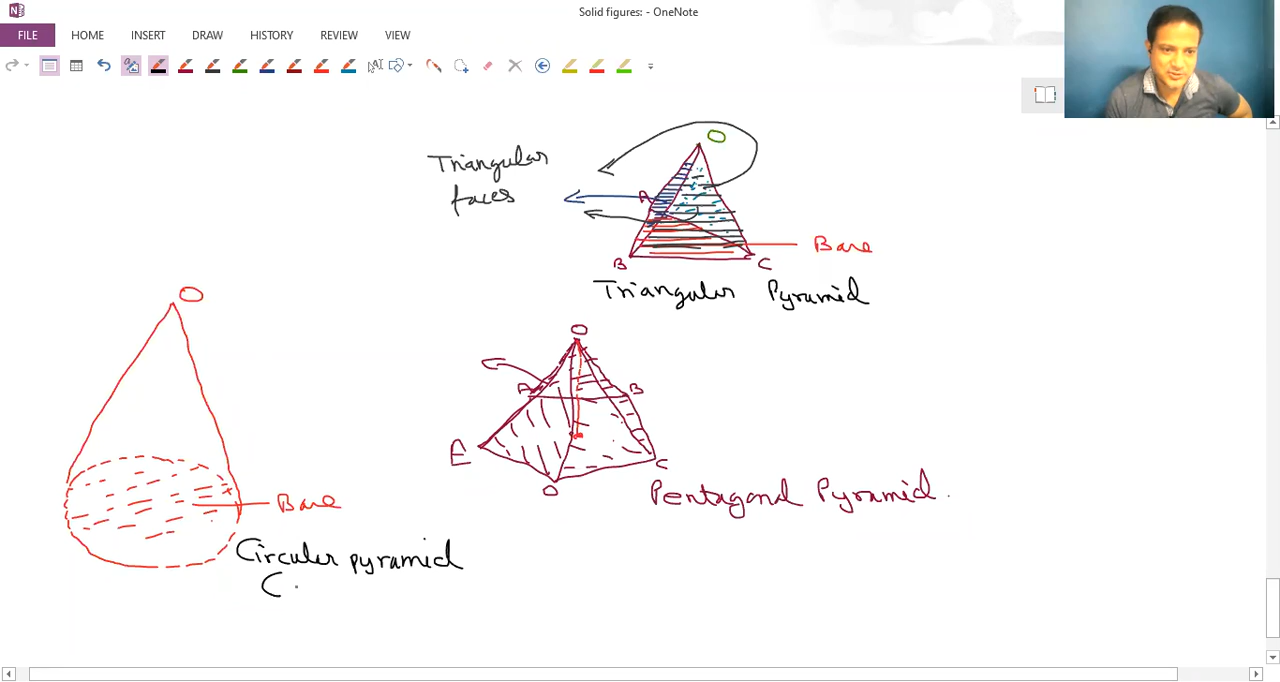 Solid figures: - OneNote
FILE HOME INSERT DRAW HISTORY REVIEW VIEW
Triangular
faces
O
A
B
C
Base
Triangular Pyramid
O
Base
Circular pyramid
(
O
A
B
E
C
D
Pentagonal Pyramid.